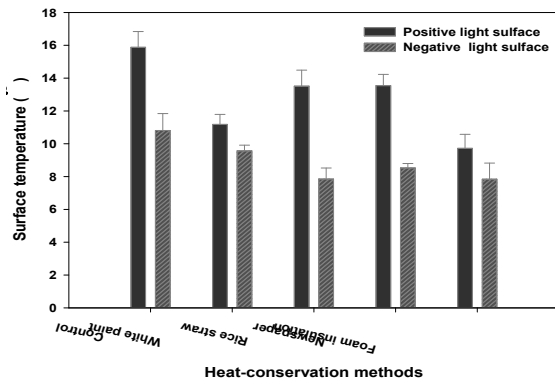 18
16
14
12
10
8
6
4
2
0
Surface temperature (
)
Positive light sulface
Negative light sulface
Control
White paint
Rice straw
Newspaper
Foam insulation
Heat-conservation methods